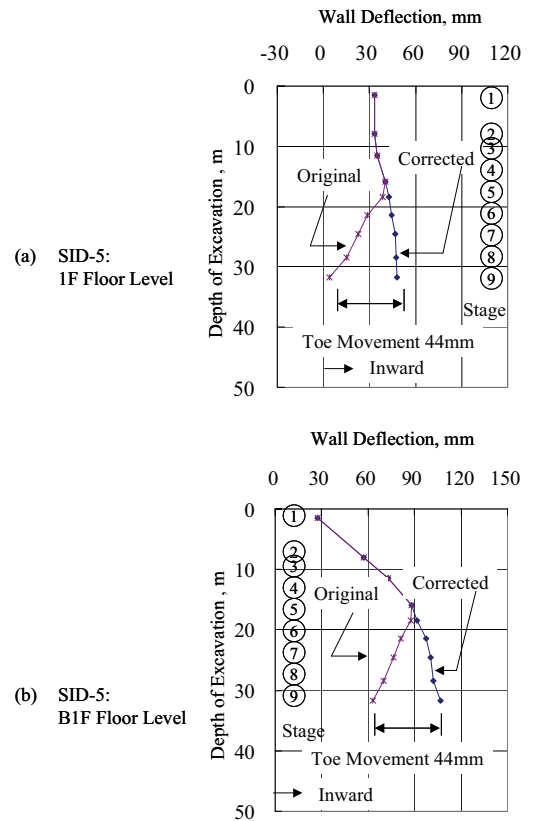 Wall Deflection, mm
-30 0 30 60 90 120
0
10
20
30
40
50
Depth of Excavation , m
1
2
3
4
5
6
7
8
9
Stage
Original
Corrected
Toe Movement 44mm
Inward
(a) SID-5:
1F Floor Level
Wall Deflection, mm
0 30 60 90 120 150
0
10
20
30
40
50
Depth of Excavation , m
1
2
3
4
5
6
7
8
9
Stage
Original
Corrected
Toe Movement 44mm
Inward
(b) SID-5:
B1F Floor Level